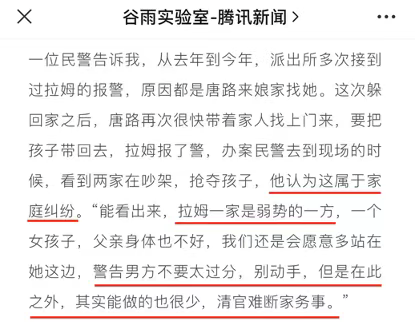 谷雨实验室-腾讯新闻
一位民警告诉我，从去年到今年，派出所多次接到
过拉姆的报警，原因都是唐路来娘家找她。这次躲
回家之后，唐路再次很快带着家人找上门来，要把
孩子带回去，拉姆报了警，办案民警去到现场的时
候，看到两家在吵架，抢夺孩子，他认为这属于家
庭纠纷。“能看出来，拉姆一家是弱势的一方，一个
女孩子，父亲身体也不好，我们还是会愿意多站在
她这边，警告男方不要太过分，别动手，但是在此
之外，其实能做的也很少，清官难断家务事。”